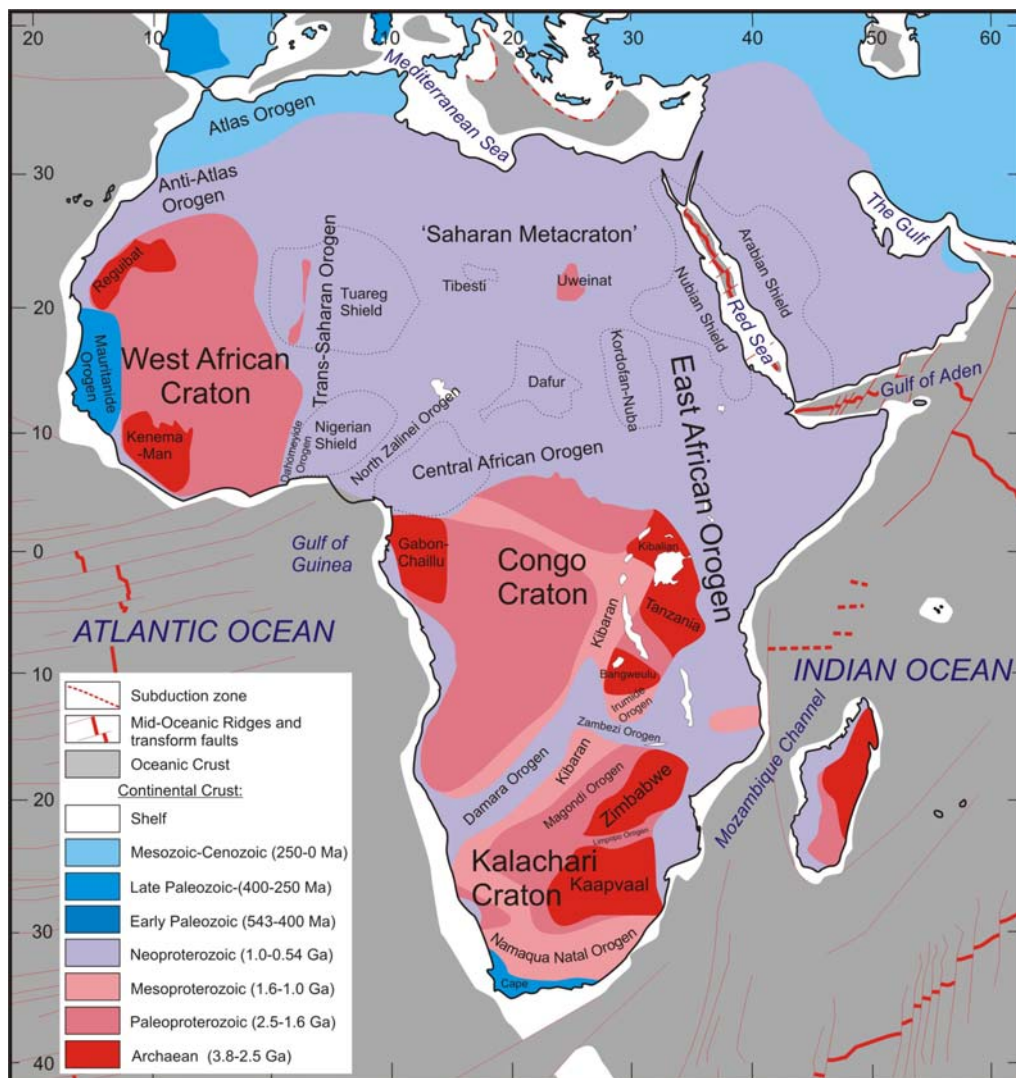 20
10
0
10
20
30
40
50
60
Mediterranean Sea
Atlas Orogen
30
Anti-Atlas
Orogen
'Saharan Metacraton'
The Gulf
Reguibat
Trans-Saharan Orogen
Tuareg
Shield
Tibesti
Uweinat
Nubian Shield
Arabian Shield
Red Sea
20
Mauritanide
Orogen
West African
Craton
Kordofan-Nuba
Dafur
East African Orogen
Gulf of Aden
10
Kenema
-Man
Dahomeyide
Orogen
Nigerian
Shield
North Zalinei Orogen
Central African Orogen
0
Gulf of
Guinea
Gabon-
Chaillu
Congo
Craton
Kibalian
Kibaran
Tanzania
ATLANTIC OCEAN
INDIAN OCEAN
10
Bangweulu
Irumide
Orogen
Zambezi Orogen
Mozambique Channel
Damara Orogen
Kibaran
Magondi Orogen
Zimbabwe
Limpopo Orogen
20
Kalachari
Craton
Kaapvaal
30
Namaqua Natal Orogen
Cape
40
10
0
10
20
30
40
50
60
Subduction zone
Mid-Oceanic Ridges and
transform faults
Oceanic Crust
Continental Crust:
Shelf
Mesozoic-Cenozoic (250-0 Ma)
Late Paleozoic-(400-250 Ma)
Early Paleozoic (543-400 Ma)
Neoproterozoic (1.0-0.54 Ga)
Mesoproterozoic (1.6-1.0 Ga)
Paleoproterozoic (2.5-1.6 Ga)
Archaean (3.8-2.5 Ga)